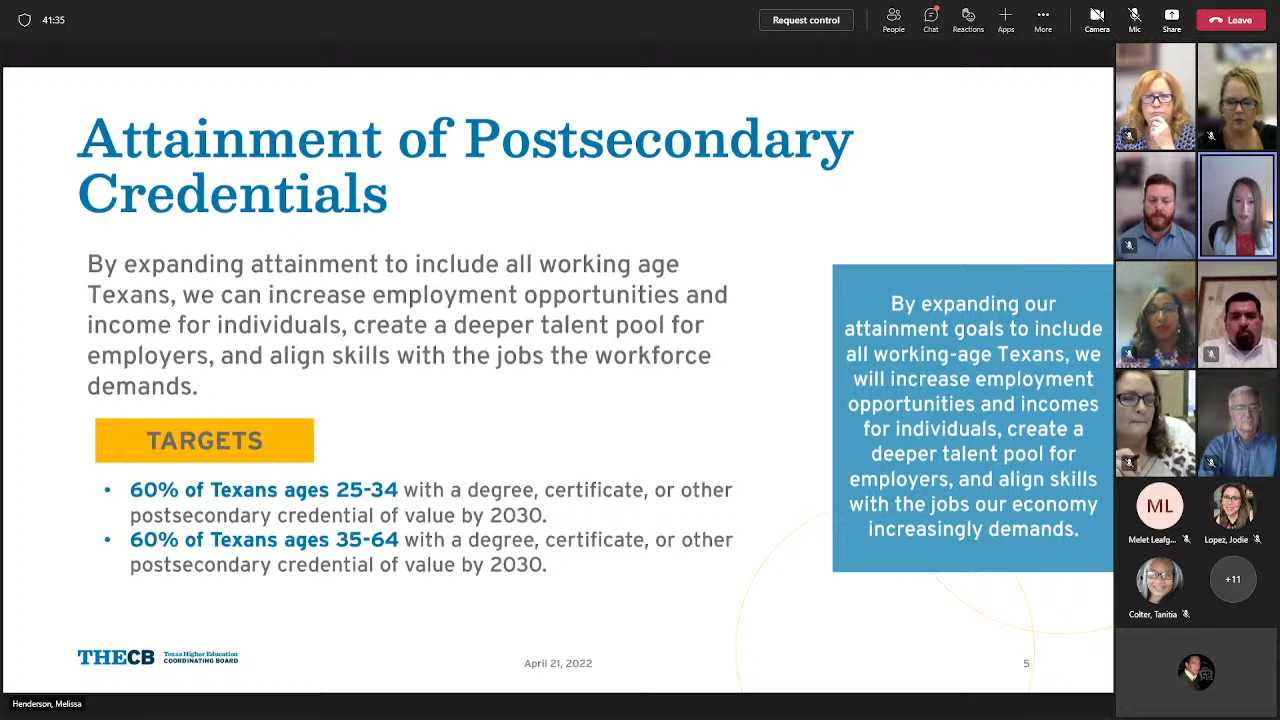 41:35
Request control
People
Chat
Reactions
Apps
More
Camera
Mic
Share
Leave
Attainment of Postsecondary
Credentials
By expanding attainment to include all working age
Texans, we can increase employment opportunities and
income for individuals, create a deeper talent pool for
employers, and align skills with the jobs the workforce
demands.
TARGETS
• 60% of Texans ages 25-34 with a degree, certificate, or other
postsecondary credential of value by 2030.
• 60% of Texans ages 35-64 with a degree, certificate, or other
postsecondary credential of value by 2030.
By expanding our
attainment goals to include
all working-age Texans, we
will increase employment
opportunities and incomes
for individuals, create a
deeper talent pool for
employers, and align skills
with the jobs our economy
increasingly demands.
THECB
Texas Higher Education
COORDINATING BOARD
April 21, 2022
5
ML
Melet Leafg...
Lopez, Jodie
Colter, Tanitia
+11
Henderson, Melissa